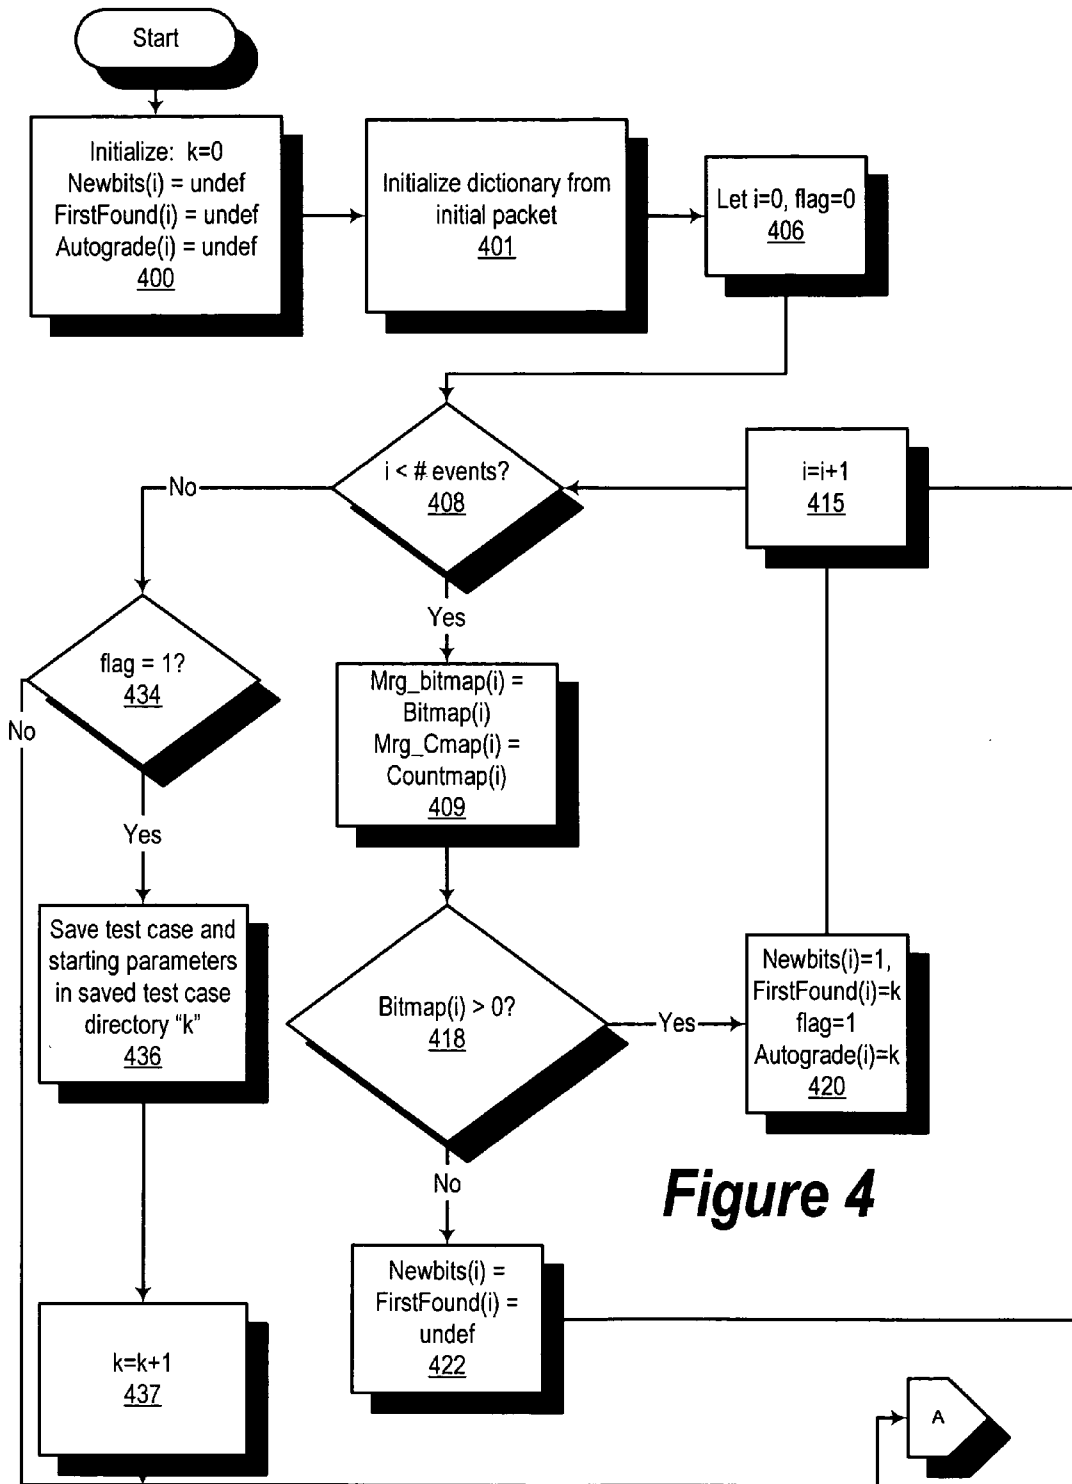 Start
Initialize: k=0
Newbits(i) = undef
FirstFound(i) = undef
Autograde(i) = undef
400
Initialize dictionary from
initial packet
401
Let i=0, flag=0
406
i < # events?
408
No
Yes
i=i+1
415
flag = 1?
434
No
Yes
Mrg_bitmap(i) =
Bitmap(i)
Mrg_Cmap(i) =
Countmap(i)
409
Save test case and
starting parameters
in saved test case
directory "k"
436
Bitmap(i) > 0?
418
Yes
No
Newbits(i)=1,
FirstFound(i)=k
flag=1
Autograde(i)=k
420
Figure 4
Newbits(i) =
FirstFound(i) =
undef
422
k=k+1
437
A